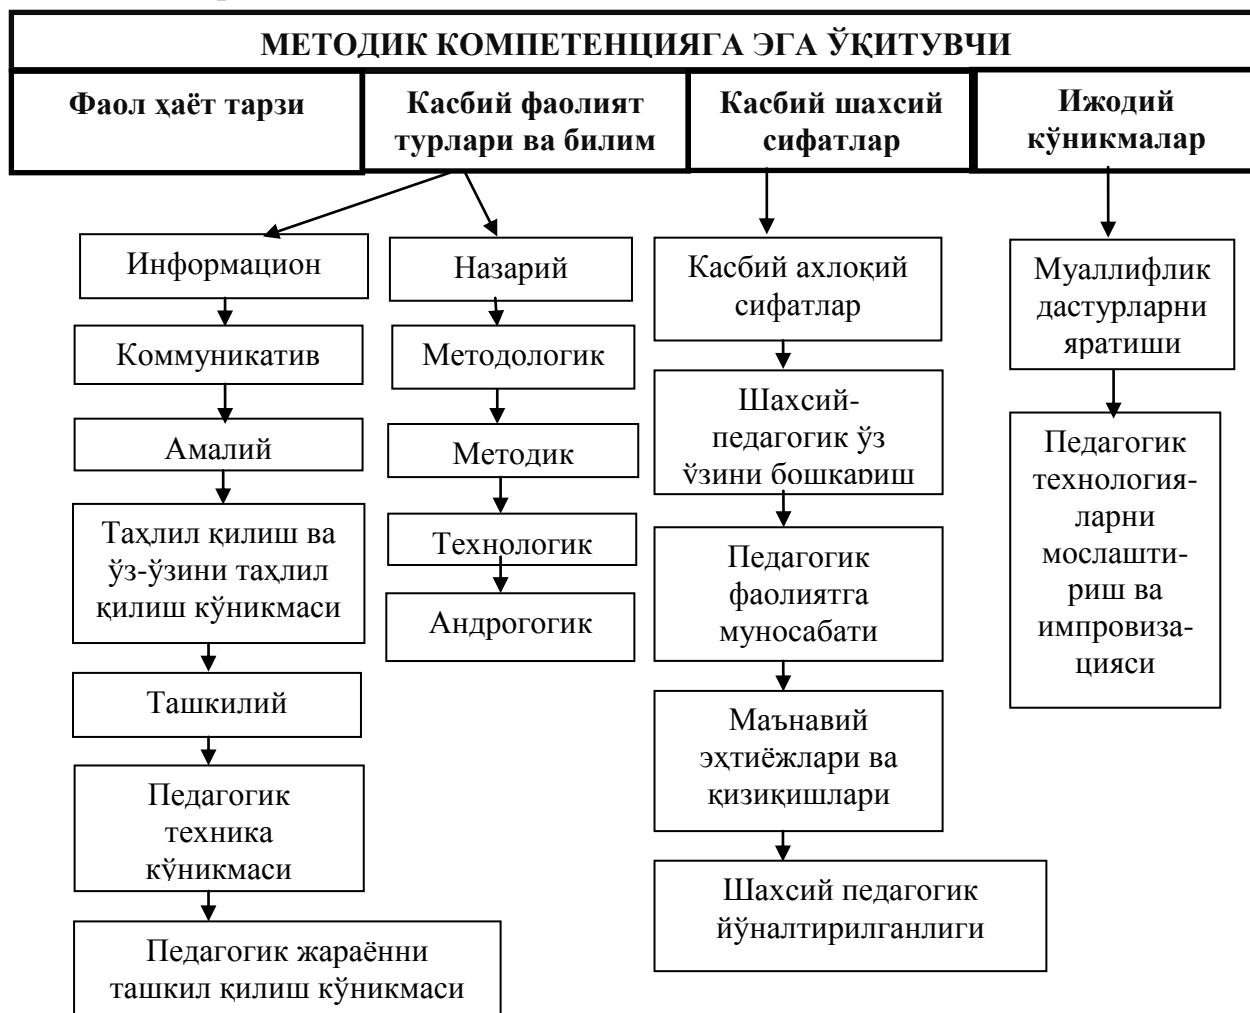 МЕТОДИК КОМПЕТЕНЦИЯГА ЭГА ЎҚИТУВЧИ
Фаол ҳаёт тарзи
Касбий фаолият
турлари ва билим
Касбий шахсий
сифатлар
Ижодий
кўникмалар
Информацион
Коммуникатив
Амалий
Таҳлил қилиш ва
ўз-ўзини таҳлил
қилиш кўникмаси
Ташкилий
Педагогик
техника
кўникмаси
Педагогик жараённи
ташкил қилиш кўникмаси
Назарий
Методологик
Методик
Технологик
Андрогогик
Касбий ахлоқий
сифатлар
Шахсий-
педагогик ўз
ўзини бошқариш
Педагогик
фаолиятга
муносабати
Маънавий
эҳтиёжлари ва
қизиқишлари
Шахсий педагогик
йўналтирилганлиги
Муаллифлик
дастурларни
яратиши
Педагогик
технология-
ларни
мослашти-
риш ва
импровиза-
цияси